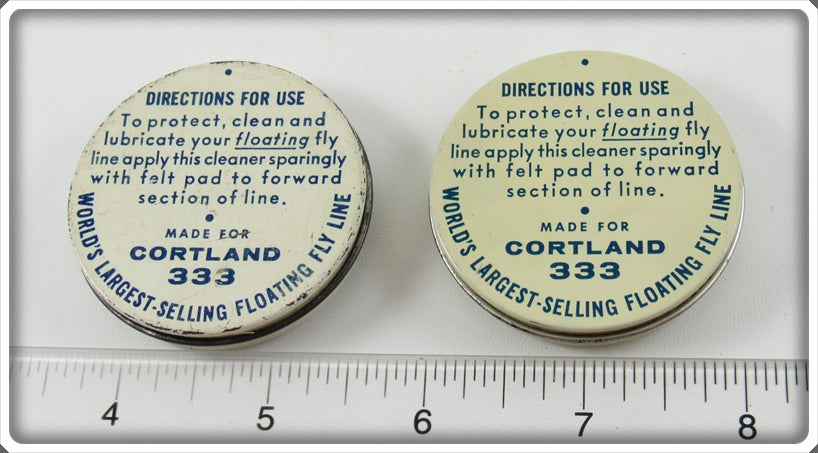 DIRECTIONS FOR USE
To protect, clean and
lubricate your floating fly
line apply this cleaner sparingly
with felt pad to forward
section of line.
MADE FOR
CORTLAND
333
WORLD'S LARGEST-SELLING FLOATING FLY LINE
DIRECTIONS FOR USE
To protect, clean and
lubricate your floating fly
line apply this cleaner sparingly
with felt pad to forward
section of line.
MADE FOR
CORTLAND
333
WORLD'S LARGEST-SELLING FLOATING FLY LINE
4 5 6 7 8